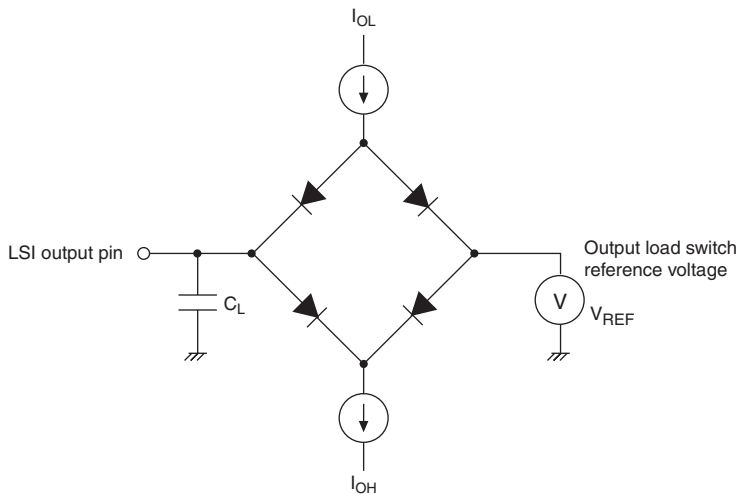 I_OL
LSI output pin
C_L
Output load switch
reference voltage
V
V_REF
I_OH